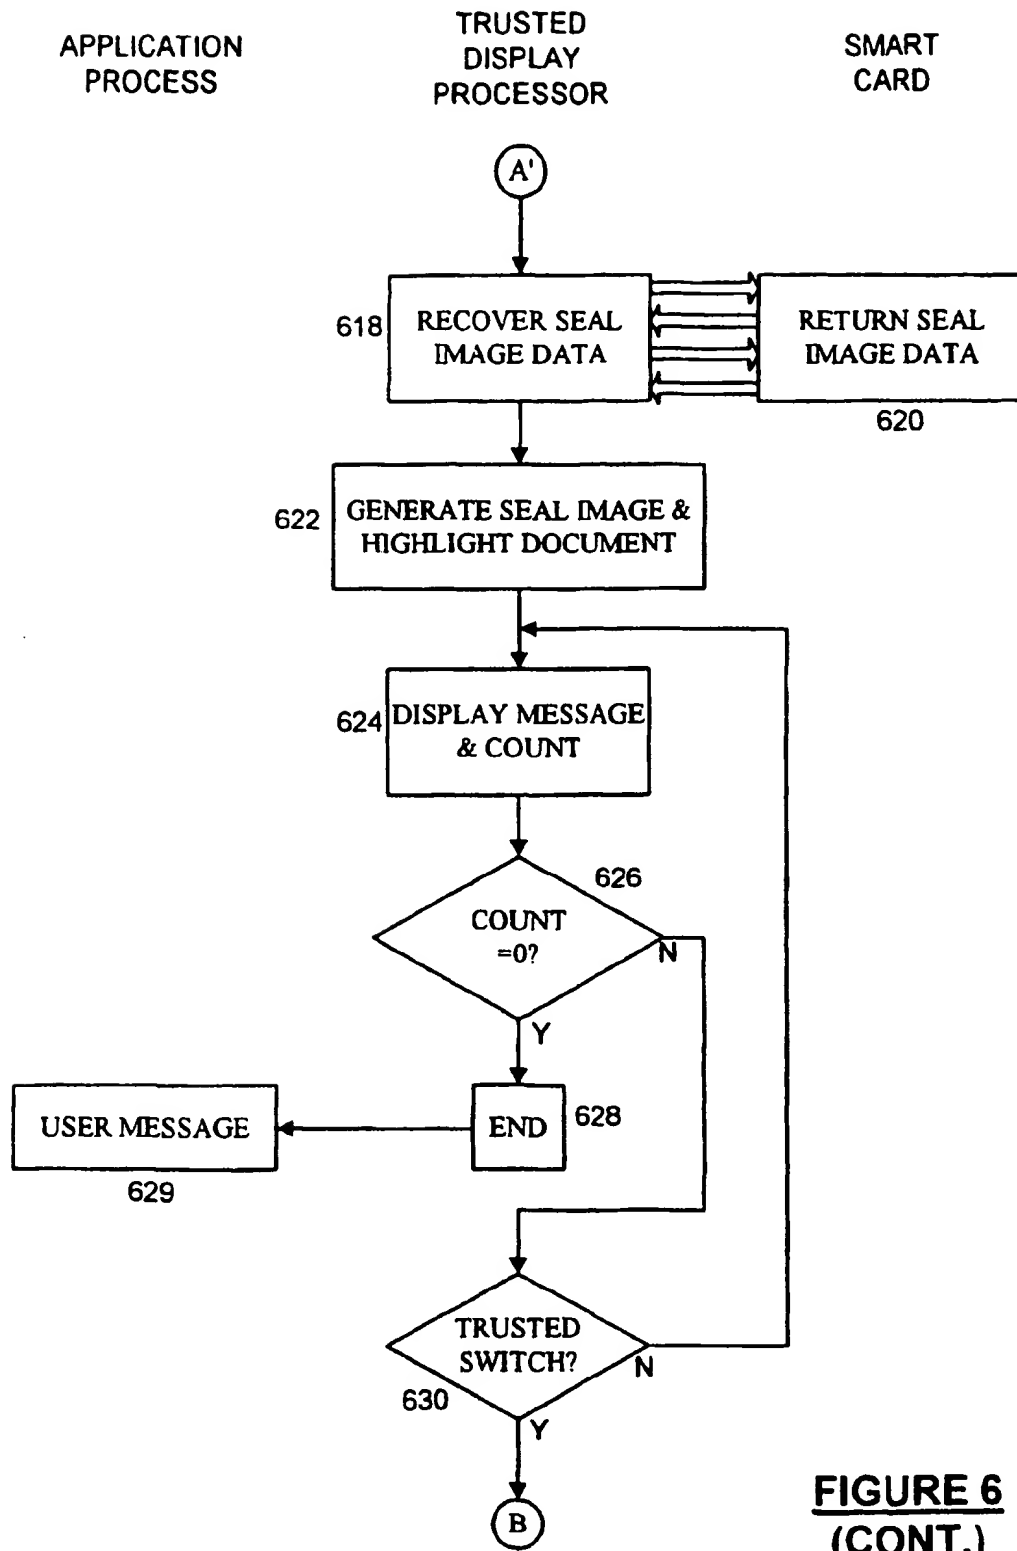 APPLICATION
PROCESS
TRUSTED
DISPLAY
PROCESSOR
SMART
CARD
A'
618
RECOVER SEAL
IMAGE DATA
RETURN SEAL
IMAGE DATA
620
622
GENERATE SEAL IMAGE &
HIGHLIGHT DOCUMENT
624
DISPLAY MESSAGE
& COUNT
626
COUNT
=0?
N
Y
USER MESSAGE
629
END
628
TRUSTED
SWITCH?
N
630
Y
B
FIGURE 6
(CONT.)